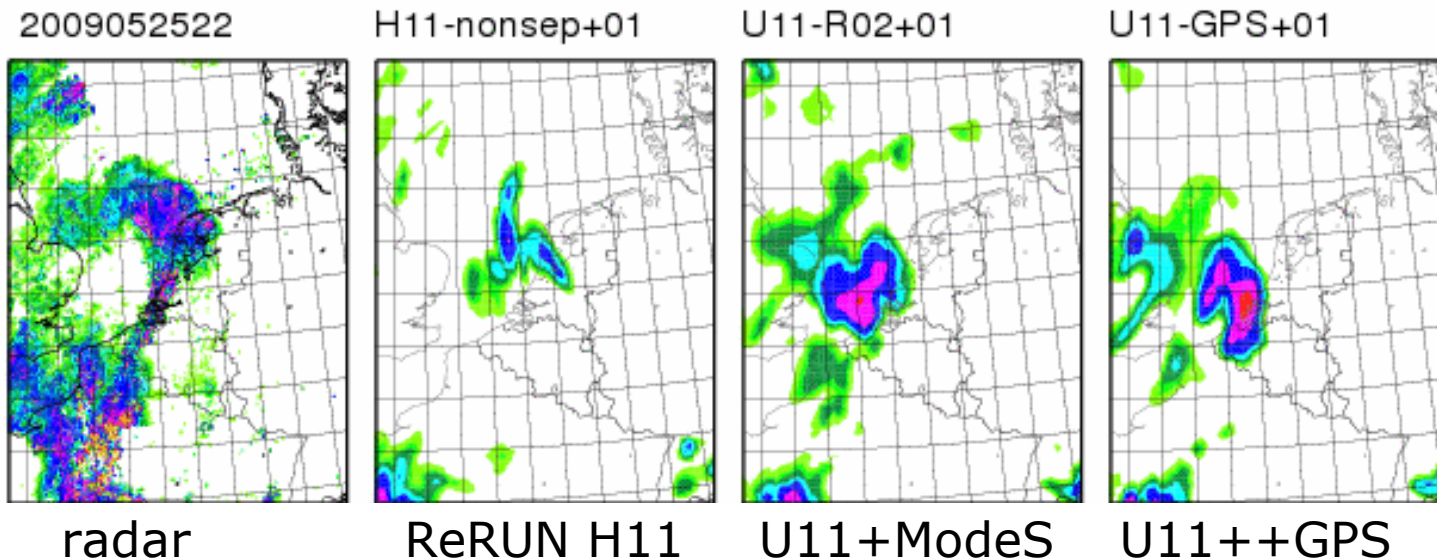 2009052522
H11-nonsep+01
U11-R02+01
U11-GPS+01
radar
ReRUN H11
U11+ModeS
U11++GPS